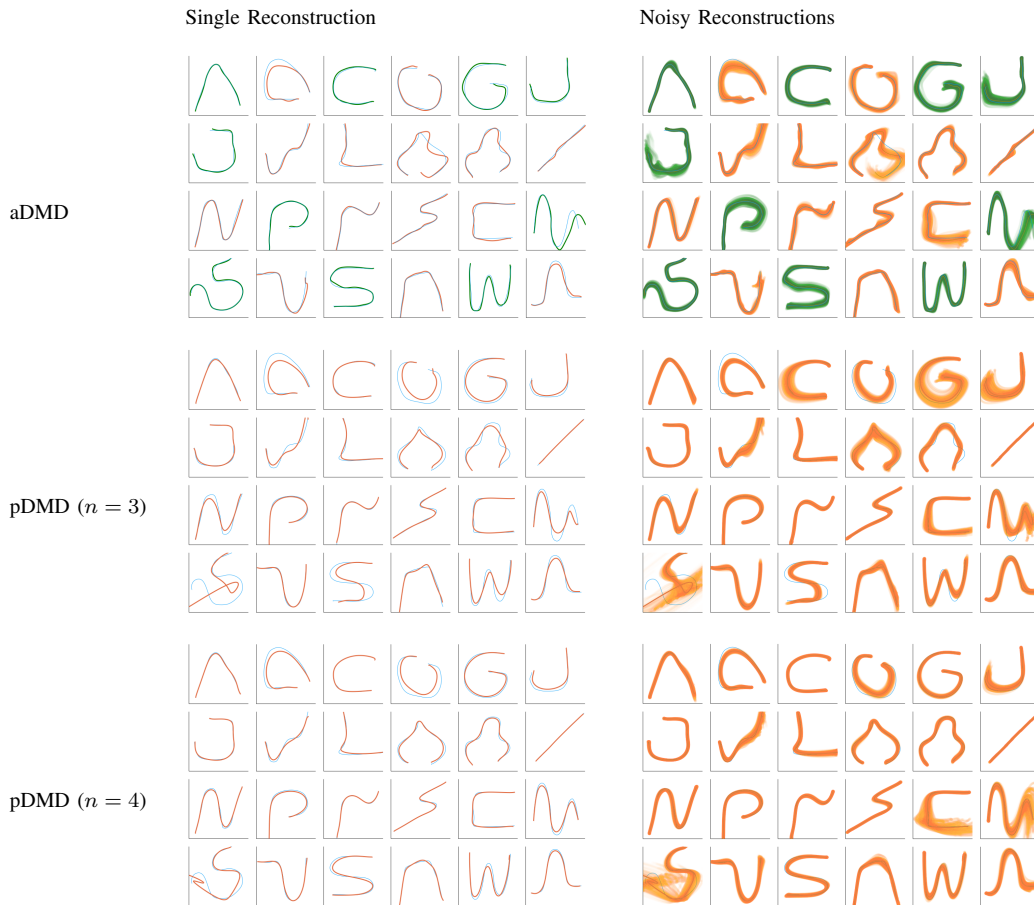 Single Reconstruction
Noisy Reconstructions
aDMD
pDMD (n = 3)
pDMD (n = 4)